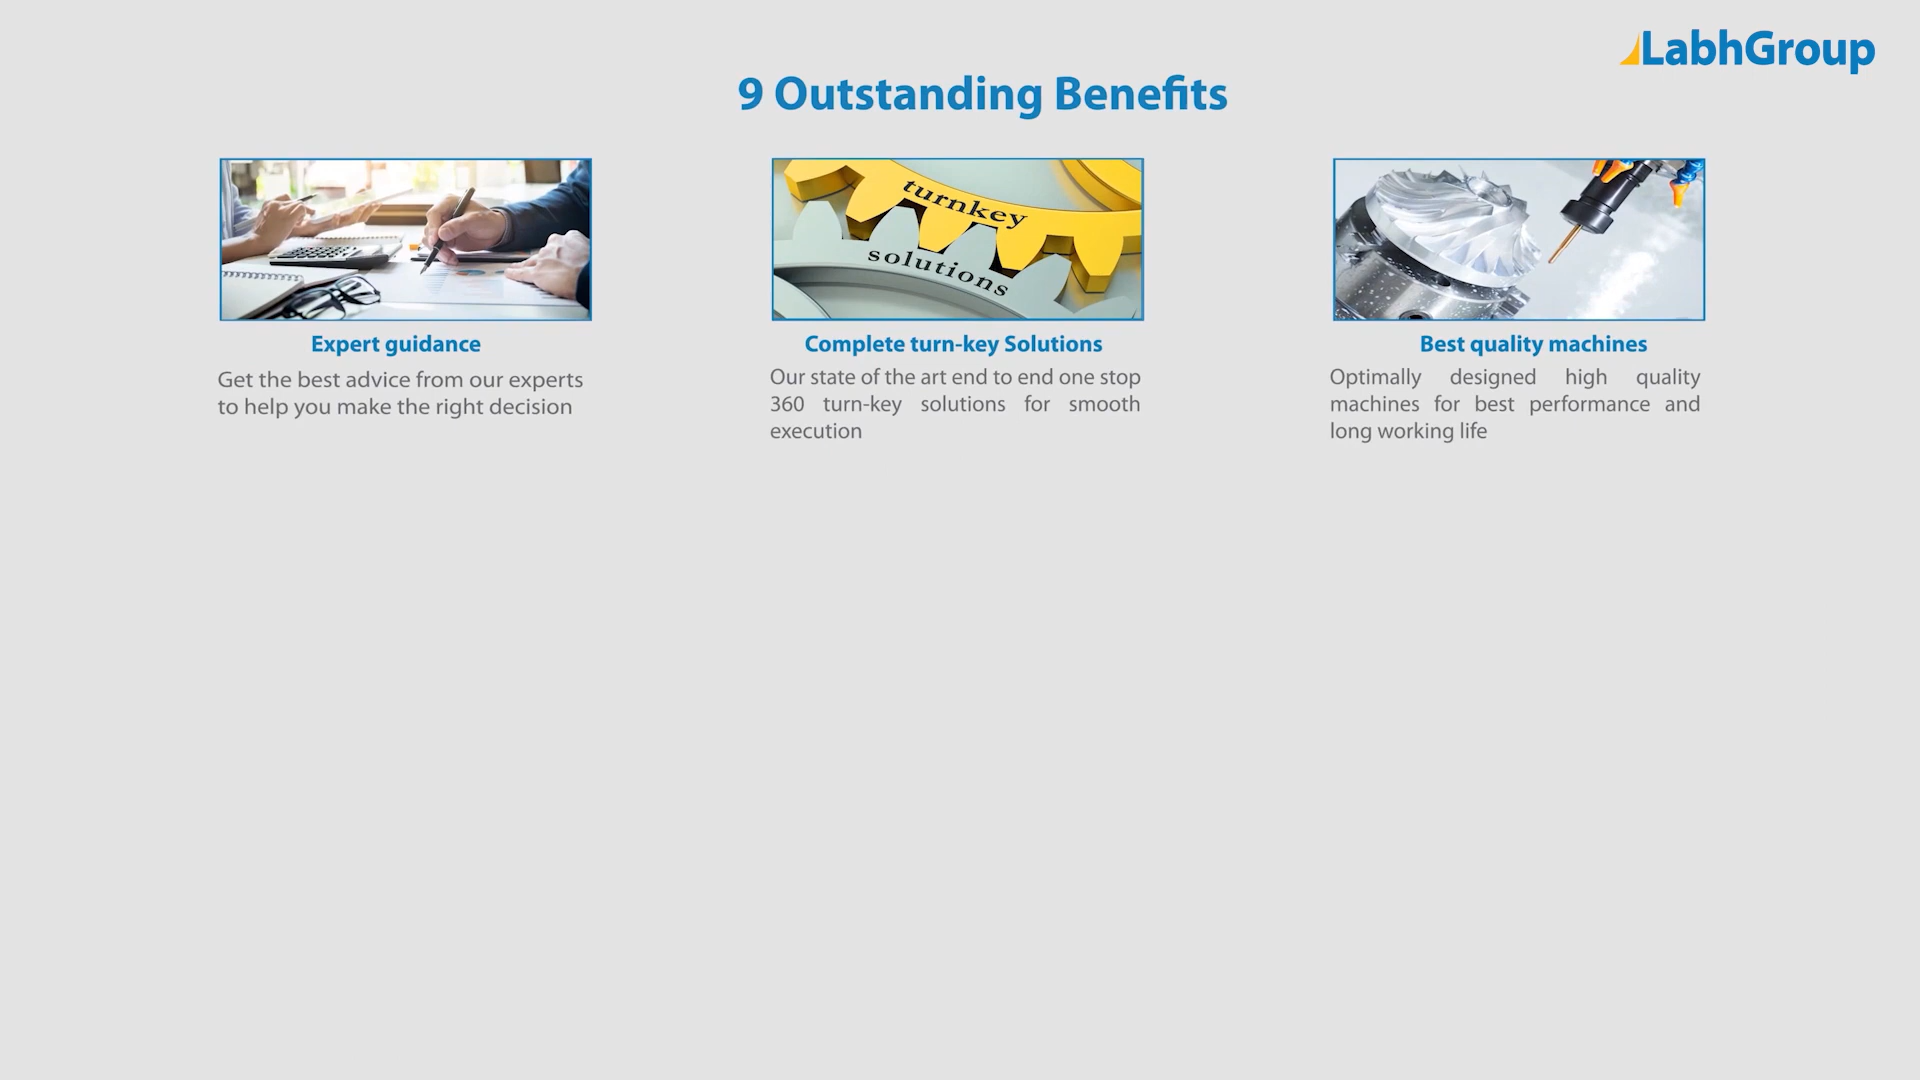 LabhGroup
9 Outstanding Benefits
turnkey
solutions
Expert guidance
Get the best advice from our experts
to help you make the right decision
Complete turn-key Solutions
Our state of the art end to end one stop
360 turn-key solutions for smooth
execution
Best quality machines
Optimally designed high quality
machines for best performance and
long working life